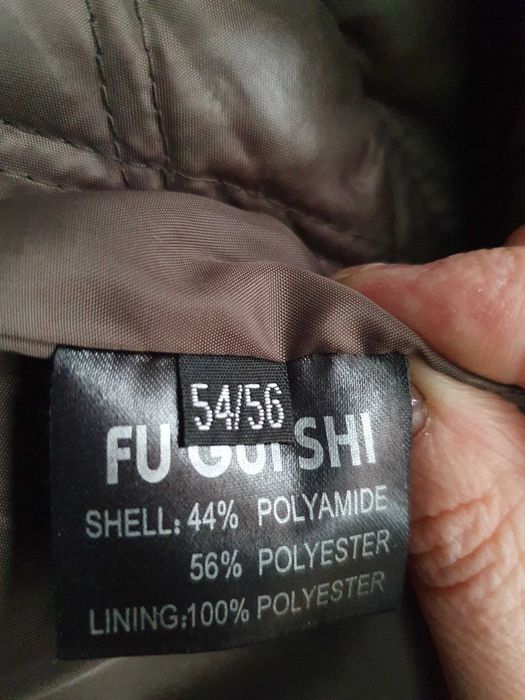 54/56
FU GUI SHI
SHELL: 44% POLYAMIDE
56% POLYESTER
LINING:100% POLYESTER